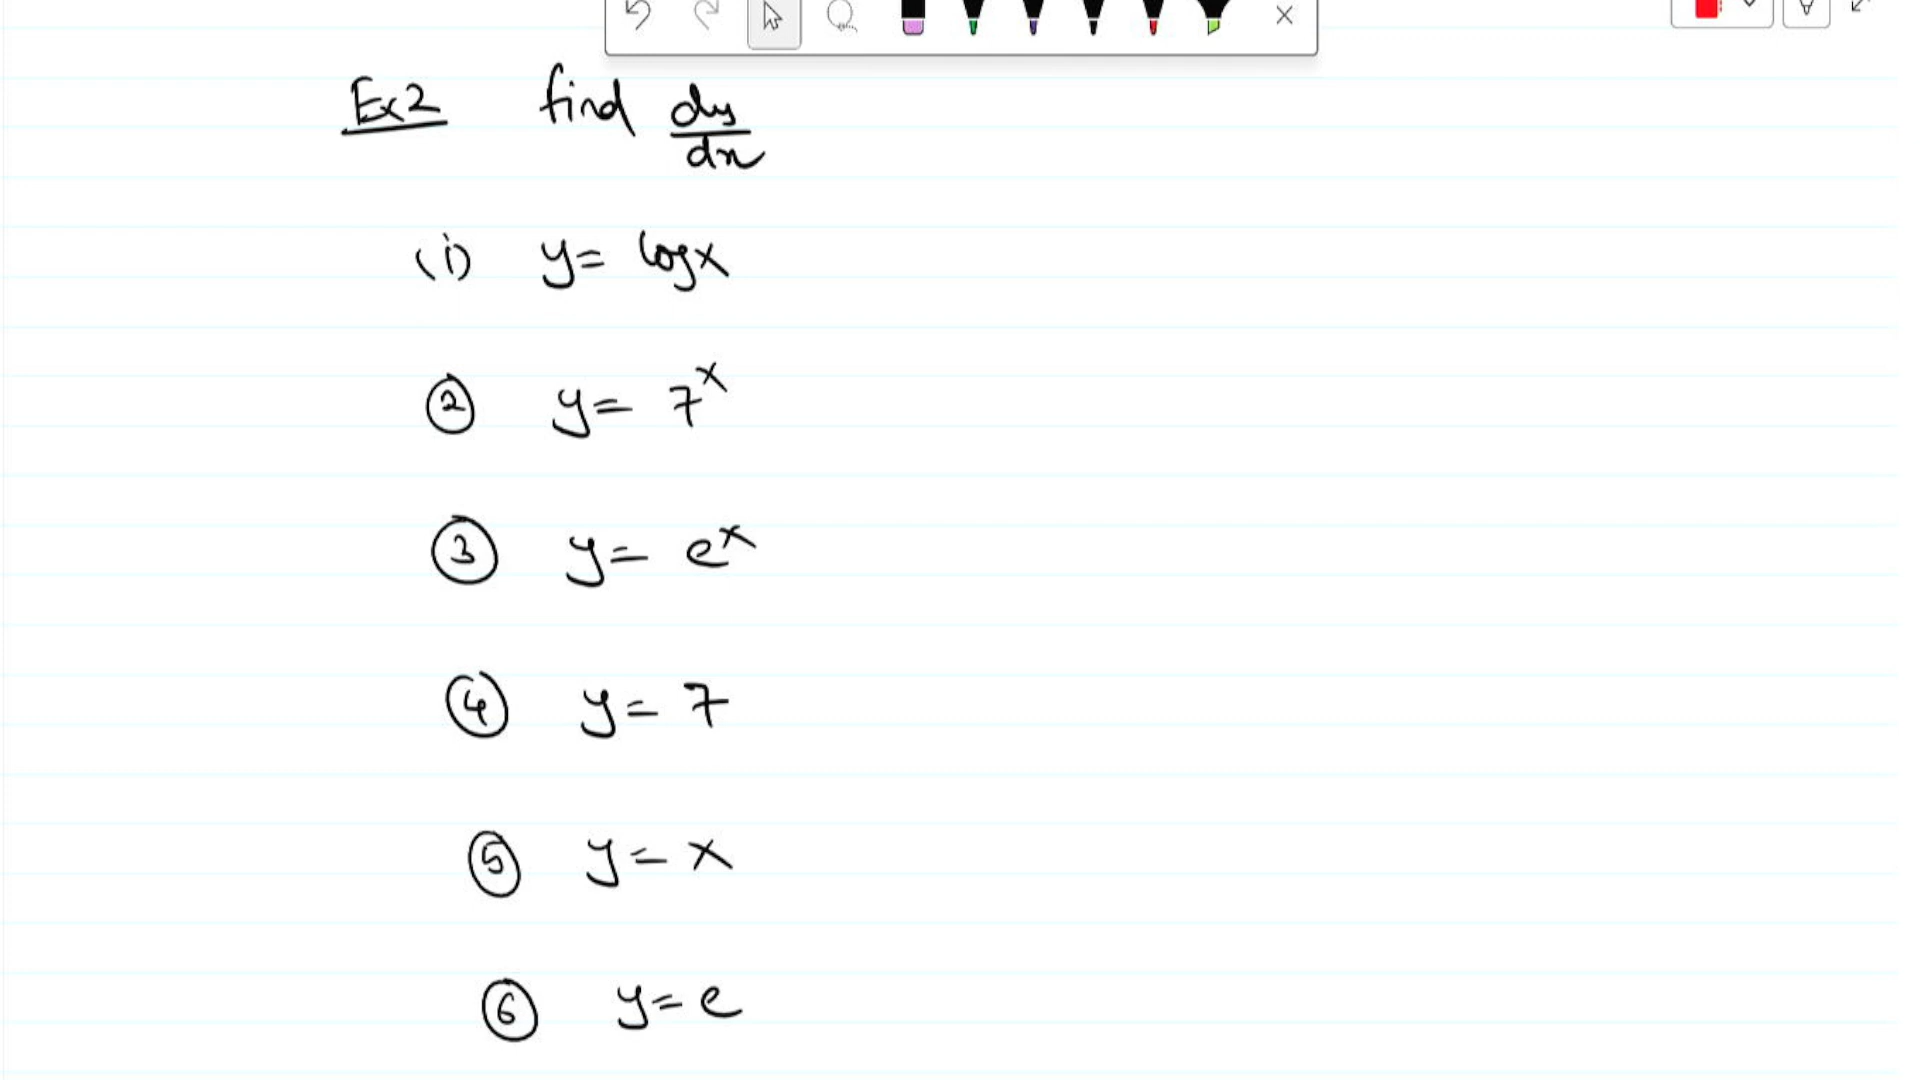 Ex2 find dy/dx
(i) y = logx
② y = 7^x
③ y = e^x
④ y = 7
⑤ y = x
⑥ y = e